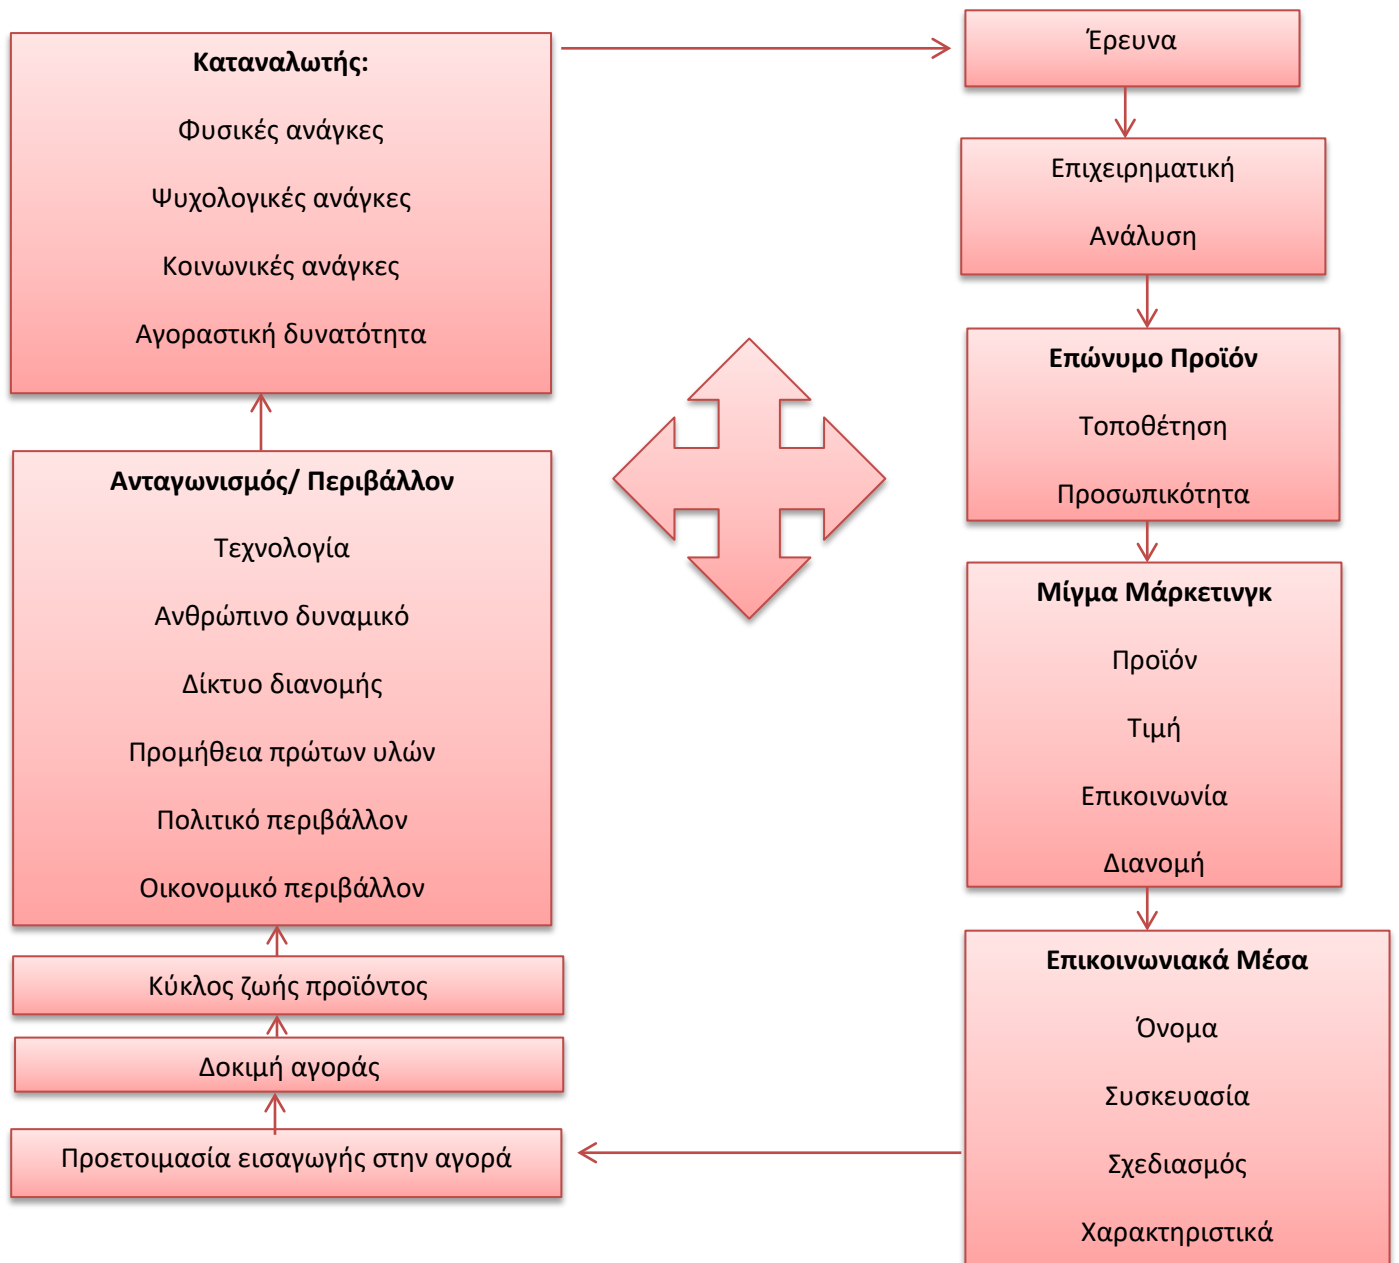 Καταναλωτής:
Φυσικές ανάγκες
Ψυχολογικές ανάγκες
Κοινωνικές ανάγκες
Αγοραστική δυνατότητα
Έρευνα
Επιχειρηματική
Ανάλυση
Επώνυμο Προϊόν
Τοποθέτηση
Προσωπικότητα
Μίγμα Μάρκετινγκ
Προϊόν
Τιμή
Επικοινωνία
Διανομή
Επικοινωνιακά Μέσα
Όνομα
Συσκευασία
Σχεδιασμός
Χαρακτηριστικά
Προετοιμασία εισαγωγής στην αγορά
Δοκιμή αγοράς
Κύκλος ζωής προϊόντος
Ανταγωνισμός/ Περιβάλλον
Τεχνολογία
Ανθρώπινο δυναμικό
Δίκτυο διανομής
Προμήθεια πρώτων υλών
Πολιτικό περιβάλλον
Οικονομικό περιβάλλον